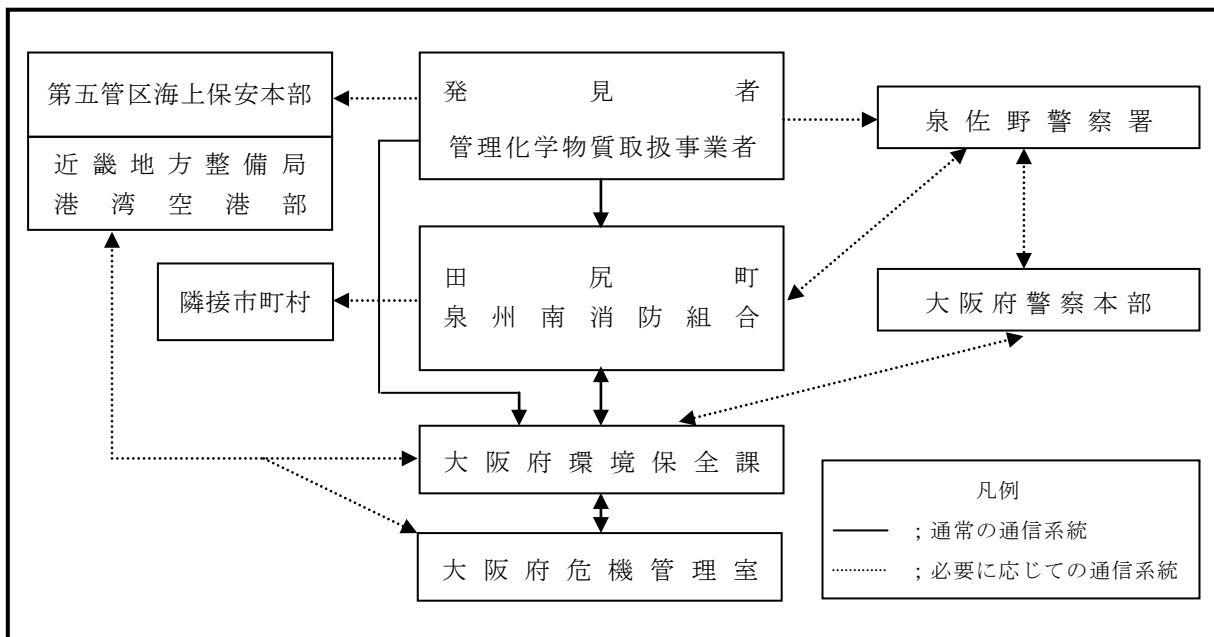 第五管区海上保安本部
近畿地方整備局
港湾空港部
発見者
管理化学物質取扱事業者
泉佐野警察署
隣接市町村
田尻町
泉州南消防組合
大阪府警察本部
大阪府環境保全課
大阪府危機管理室
凡例
；通常の通信系統
；必要に応じての通信系統